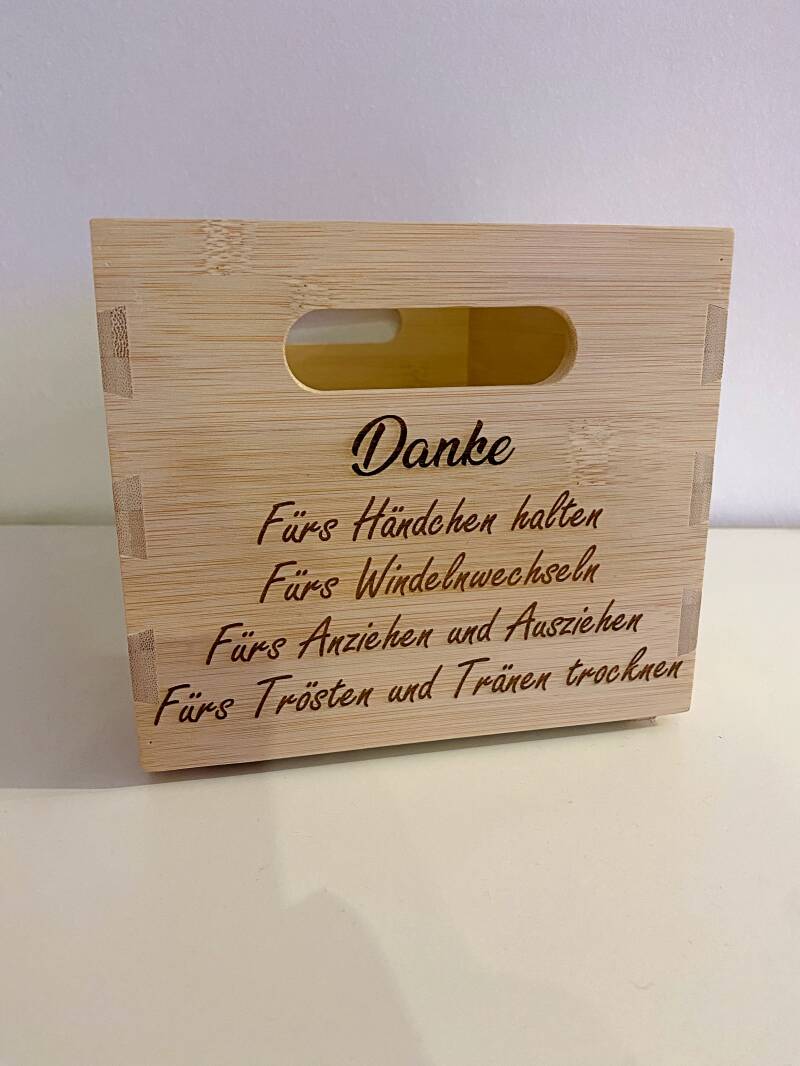 Danke
Fürs Händchen halten
Fürs Windelnwechseln
Fürs Anziehen und Ausziehen
Fürs Trösten und Tränen trocknen